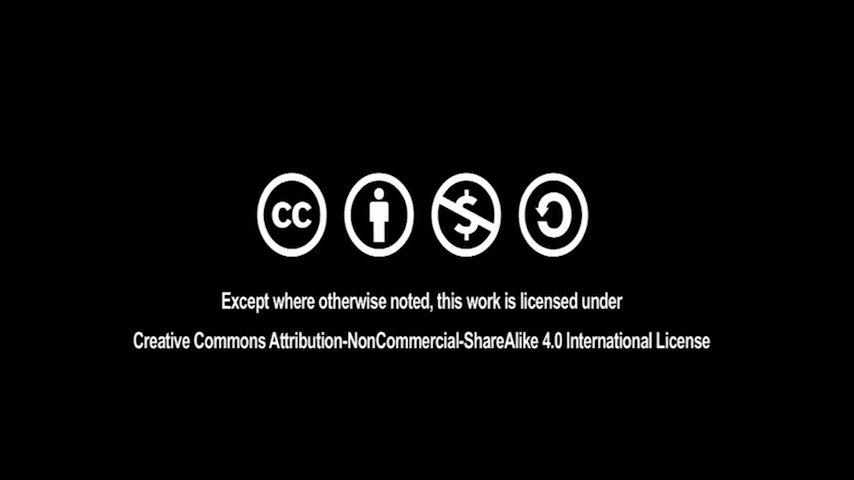 cc
Except where otherwise noted, this work is licensed under
Creative Commons Attribution-NonCommercial-ShareAlike 4.0 International License